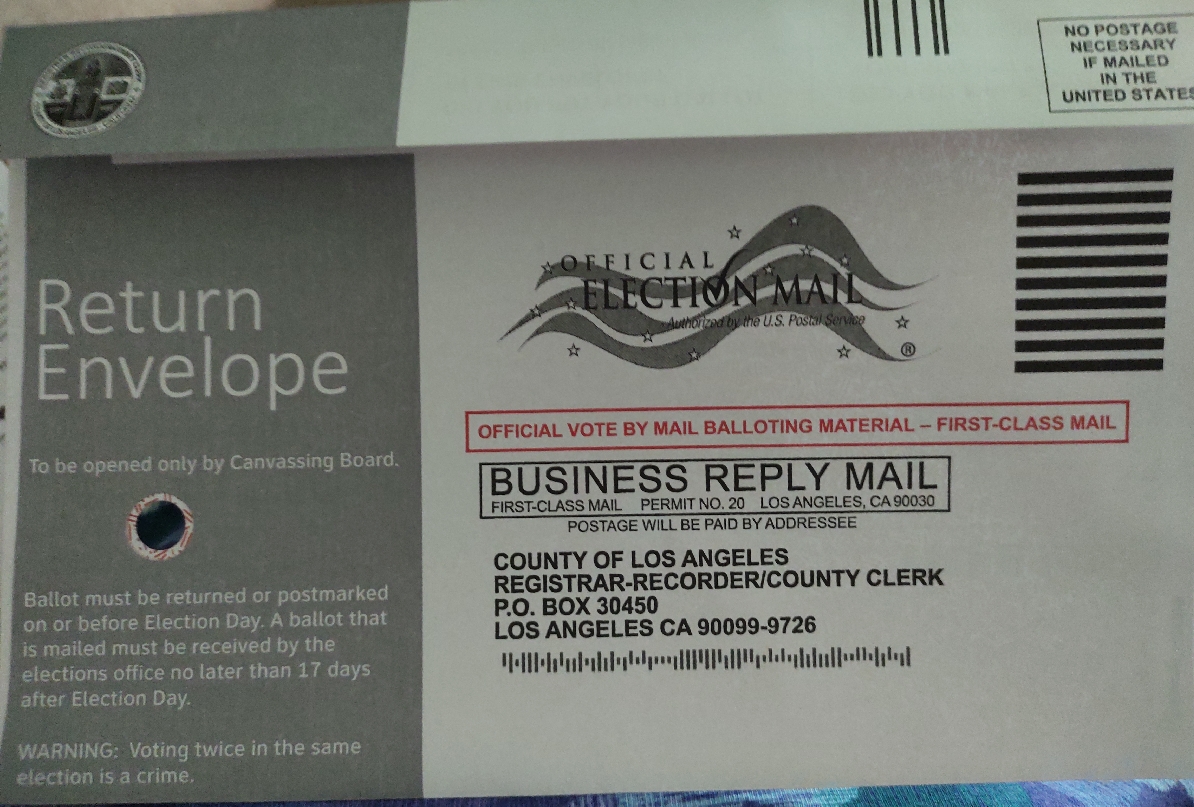 NO POSTAGE
NECESSARY
IF MAILED
IN THE
UNITED STATES
OFFICIAL
ELECTION MAIL
Authorized by the U.S. Postal Service
®
Return
Envelope
To be opened only by Canvassing Board.
Ballot must be returned or postmarked
on or before Election Day. A ballot that
is mailed must be received by the
elections office no later than 17 days
after Election Day.
WARNING: Voting twice in the same
election is a crime.
OFFICIAL VOTE BY MAIL BALLOTING MATERIAL – FIRST-CLASS MAIL
BUSINESS REPLY MAIL
FIRST-CLASS MAIL PERMIT NO. 20 LOS ANGELES, CA 90030
POSTAGE WILL BE PAID BY ADDRESSEE
COUNTY OF LOS ANGELES
REGISTRAR-RECORDER/COUNTY CLERK
P.O. BOX 30450
LOS ANGELES CA 90099-9726